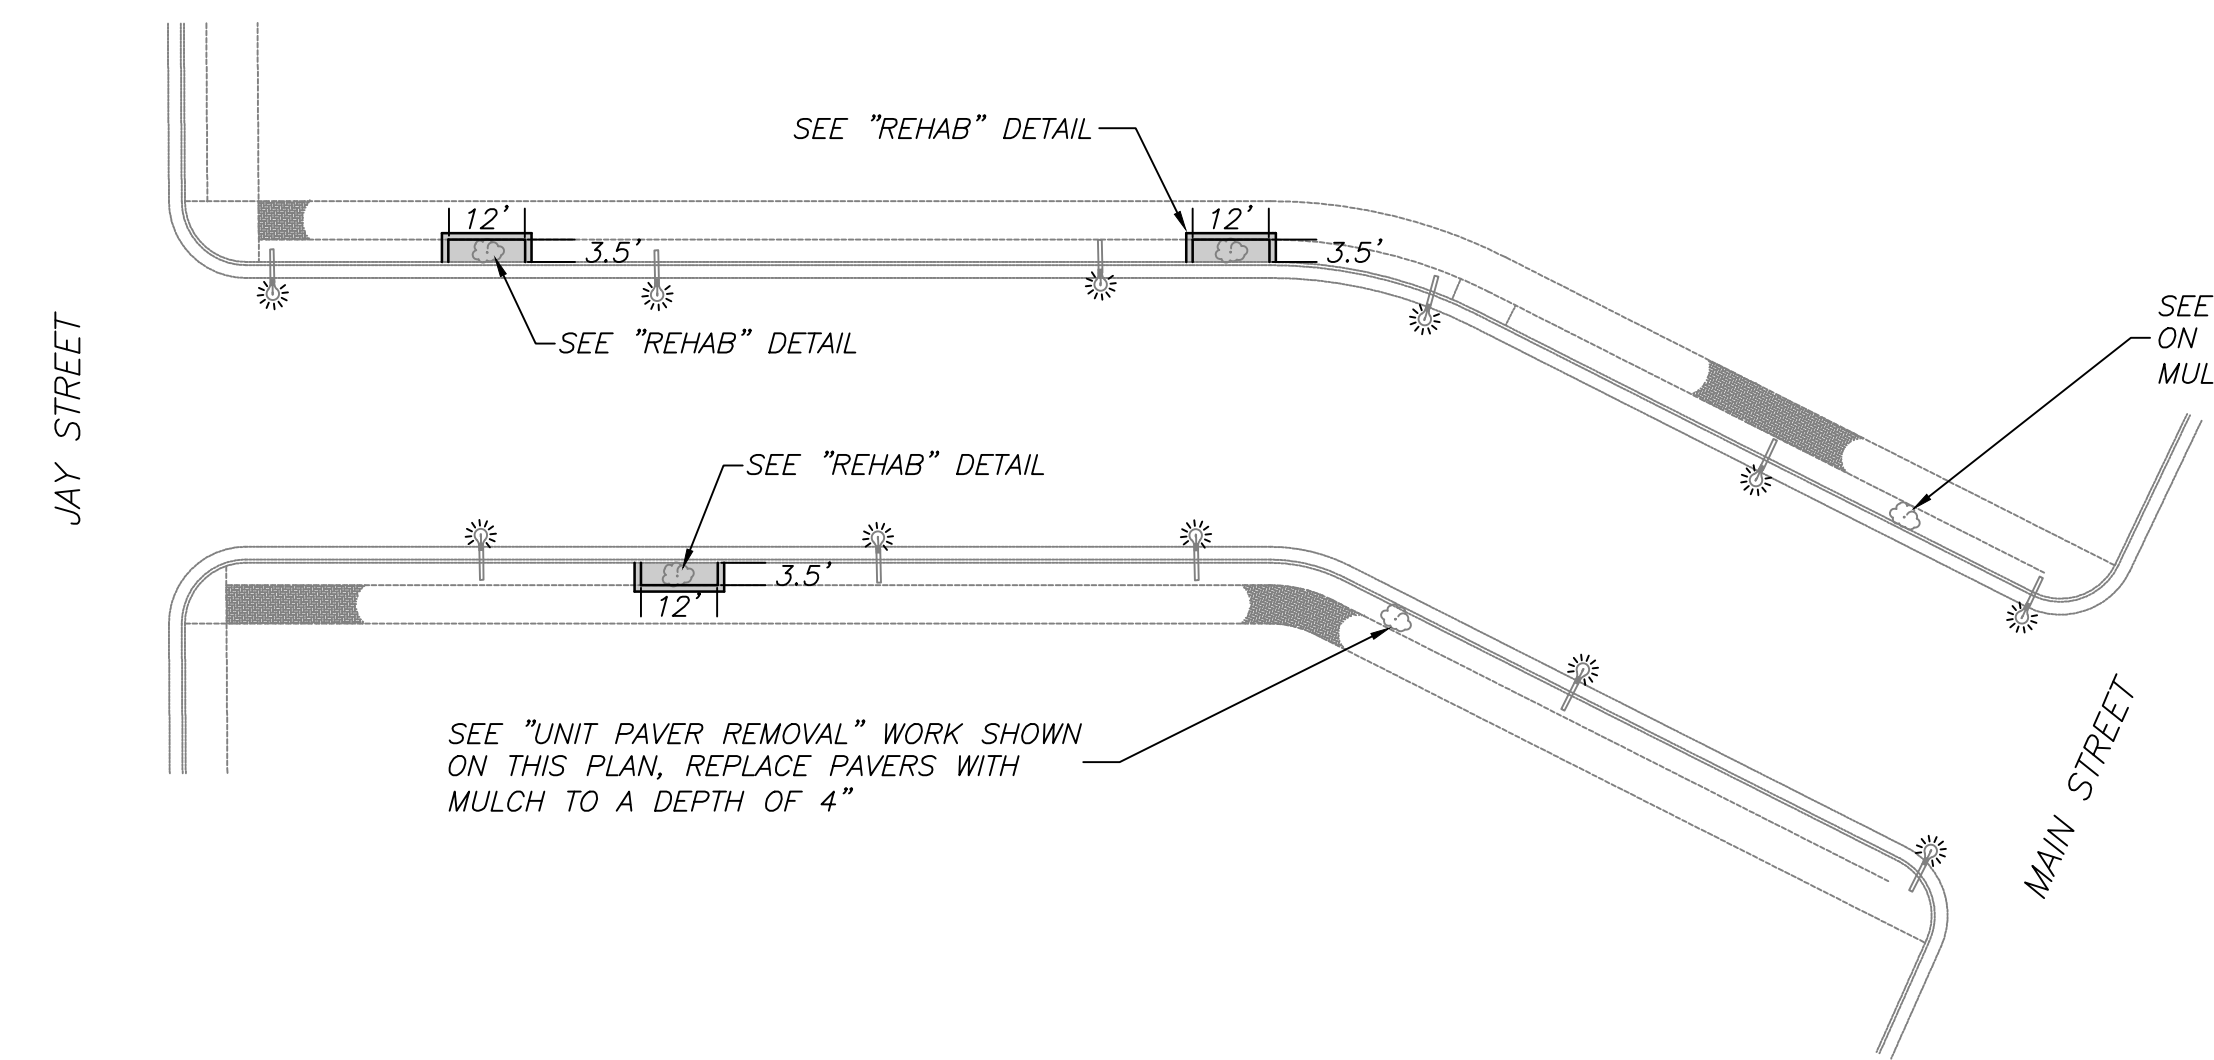 SEE "REHAB" DETAIL
12'
12'
3.5'
3.5'
SEE "REHAB" DETAIL
SEE
ON
MUL
JAY STREET
SEE "REHAB" DETAIL
3.5'
12'
SEE "UNIT PAVER REMOVAL" WORK SHOWN
ON THIS PLAN, REPLACE PAVERS WITH
MULCH TO A DEPTH OF 4"
MAIN STREET